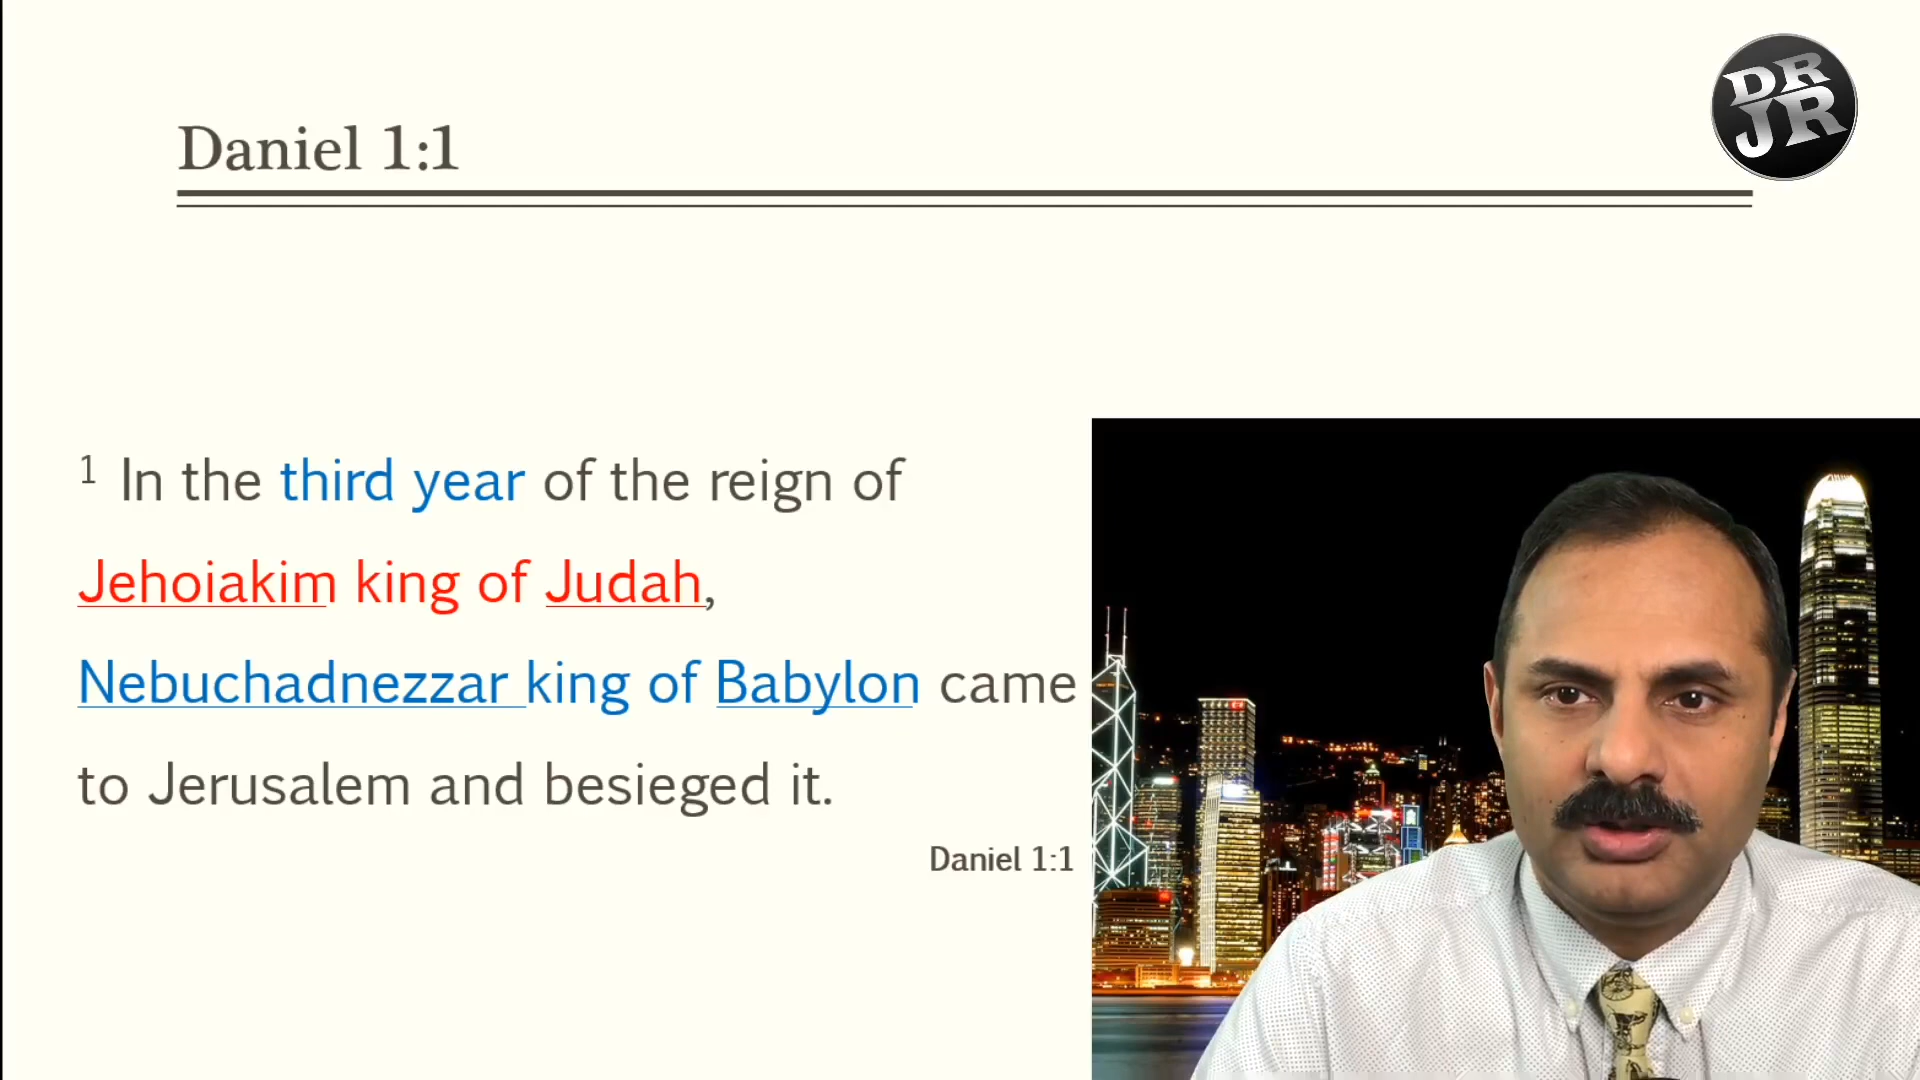 DR
JR
Daniel 1:1
1 In the third year of the reign of
Jehoiakim king of Judah,
Nebuchadnezzar king of Babylon came
to Jerusalem and besieged it.
Daniel 1:1